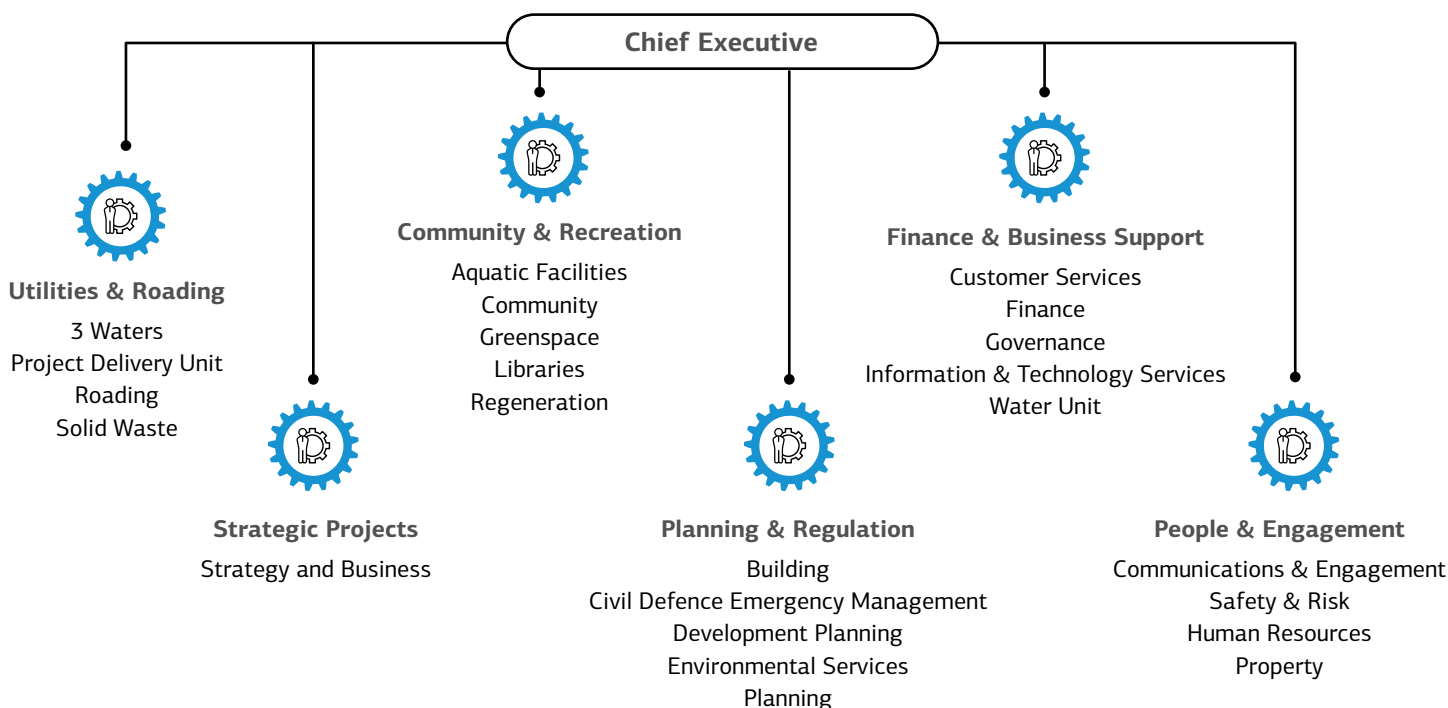 Chief Executive
Utilities & Roading
3 Waters
Project Delivery Unit
Roading
Solid Waste
Strategic Projects
Strategy and Business
Community & Recreation
Aquatic Facilities
Community
Greenspace
Libraries
Regeneration
Planning & Regulation
Building
Civil Defence Emergency Management
Development Planning
Environmental Services
Planning
Finance & Business Support
Customer Services
Finance
Governance
Information & Technology Services
Water Unit
People & Engagement
Communications & Engagement
Safety & Risk
Human Resources
Property